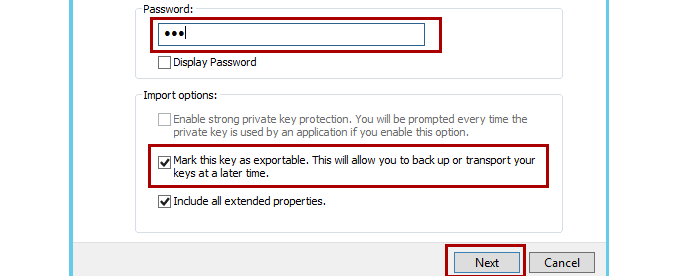 Password:
•••
Display Password
Import options:
Enable strong private key protection. You will be prompted every time the
private key is used by an application if you enable this option.
Mark this key as exportable. This will allow you to back up or transport your
keys at a later time.
Include all extended properties.
Next Cancel